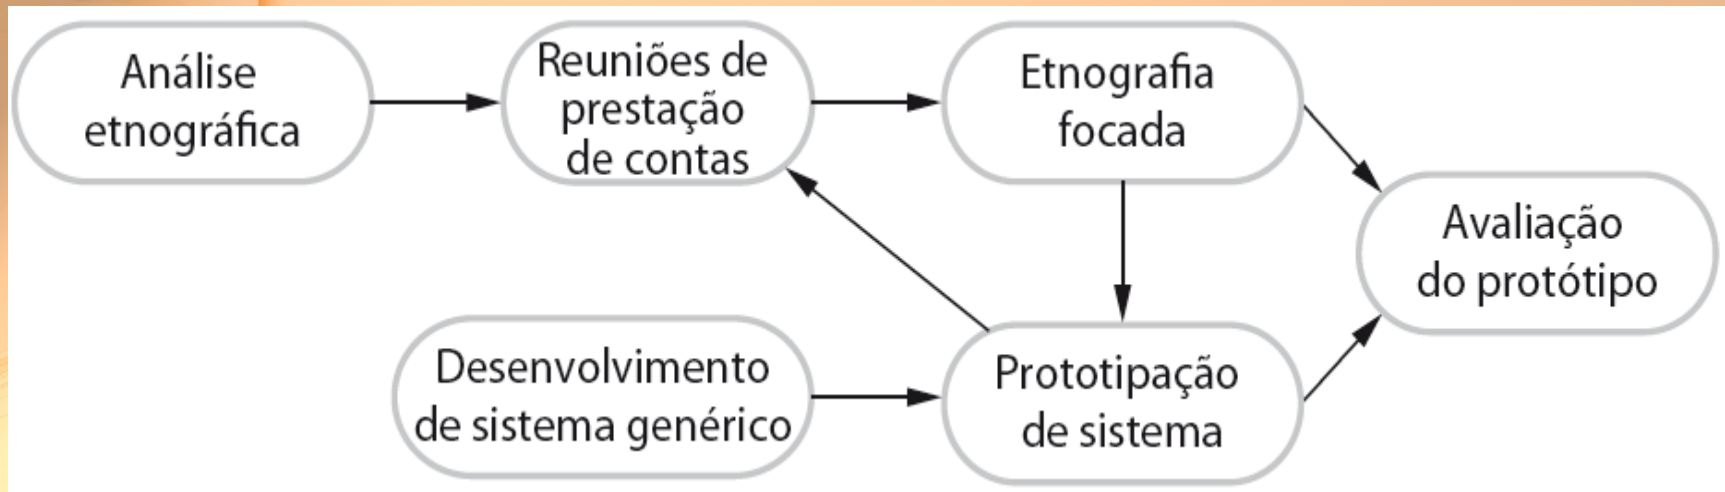 Análise
etnográfica
Reuniões de
prestação
de contas
Etnografia
focada
Avaliação
do protótipo
Desenvolvimento
de sistema genérico
Prototipação
de sistema